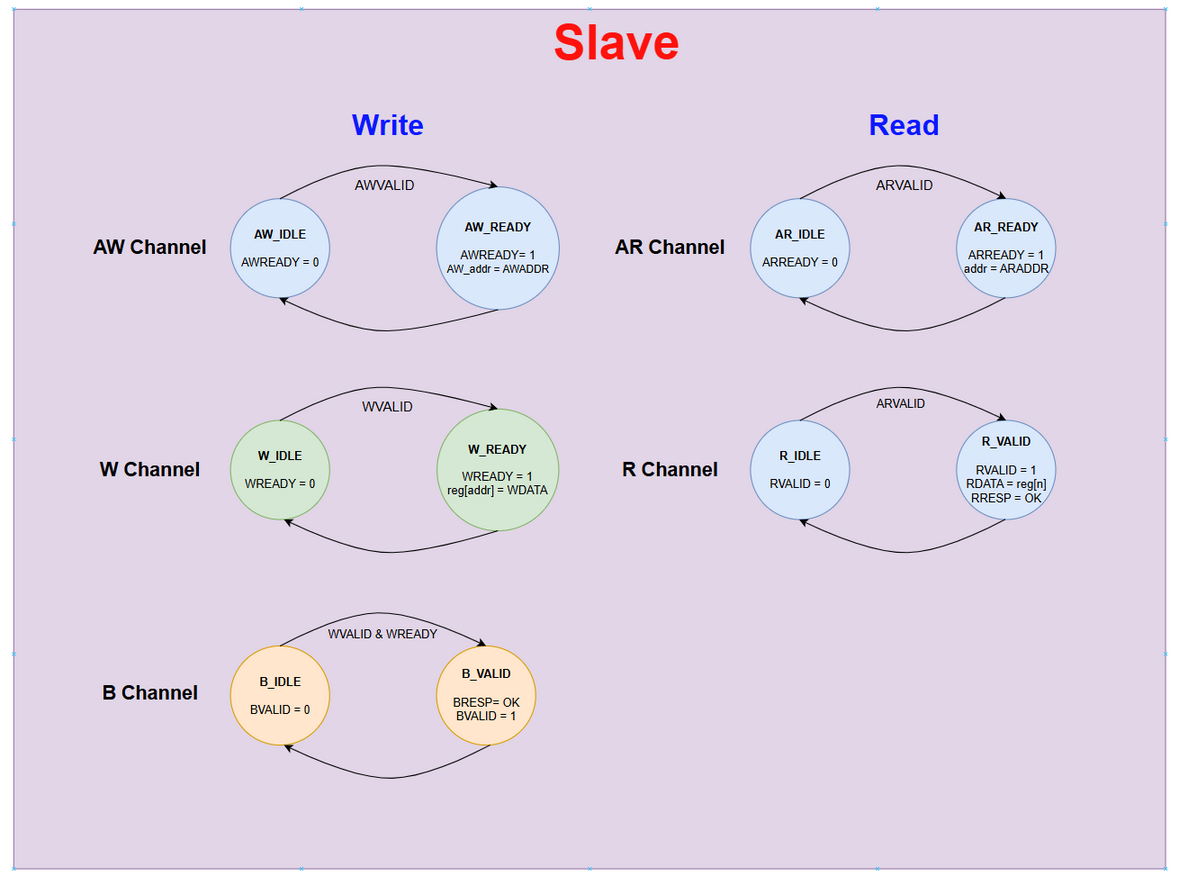 Slave
Write
Read
AWVALID
AW Channel
AW_IDLE
AWREADY = 0
AW_READY
AWREADY= 1
AW_addr = AWADDR
ARVALID
AR Channel
AR_IDLE
ARREADY = 0
AR_READY
ARREADY = 1
addr = ARADDR
WVALID
W Channel
W_IDLE
WREADY = 0
W_READY
WREADY = 1
reg[addr] = WDATA
ARVALID
R Channel
R_IDLE
RVALID = 0
R_VALID
RVALID = 1
RDATA = reg[n]
RRESP = OK
WVALID & WREADY
B Channel
B_IDLE
BVALID = 0
B_VALID
BRESP= OK
BVALID = 1